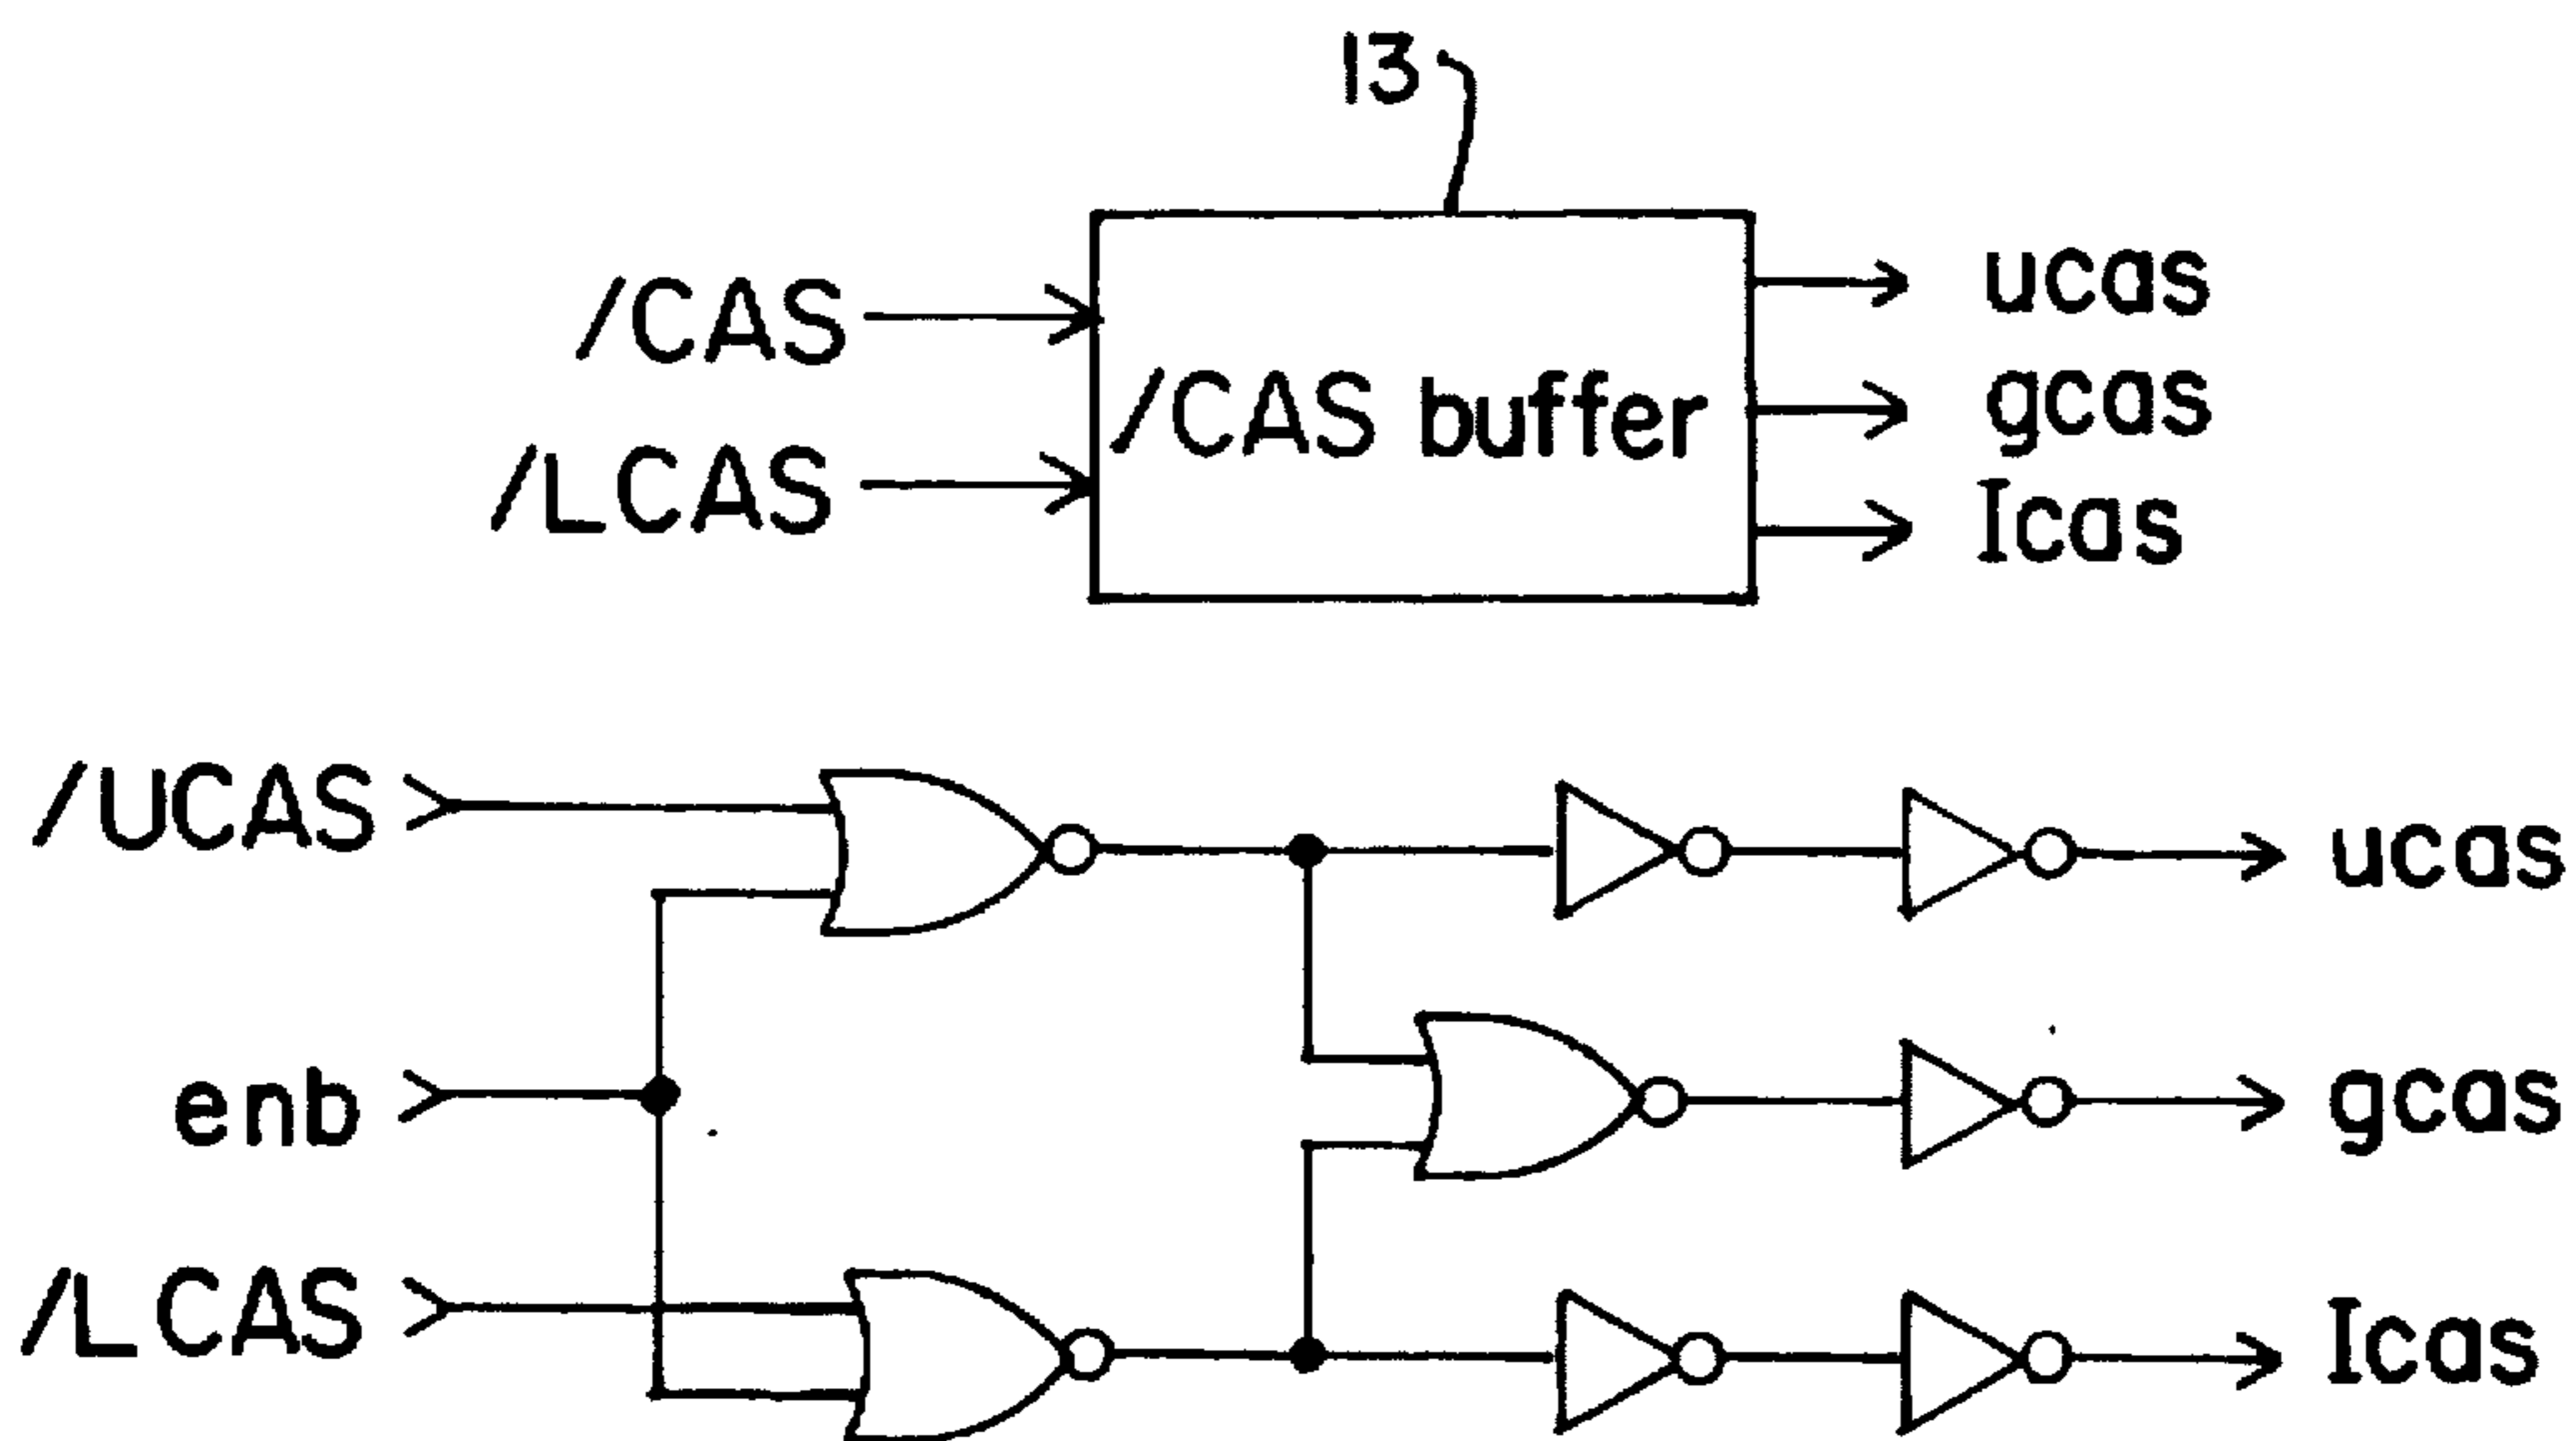 13
/CAS
/LCAS
/CAS buffer
ucas
gcas
Icas
/UCAS
enb
/LCAS
ucas
gcas
Icas